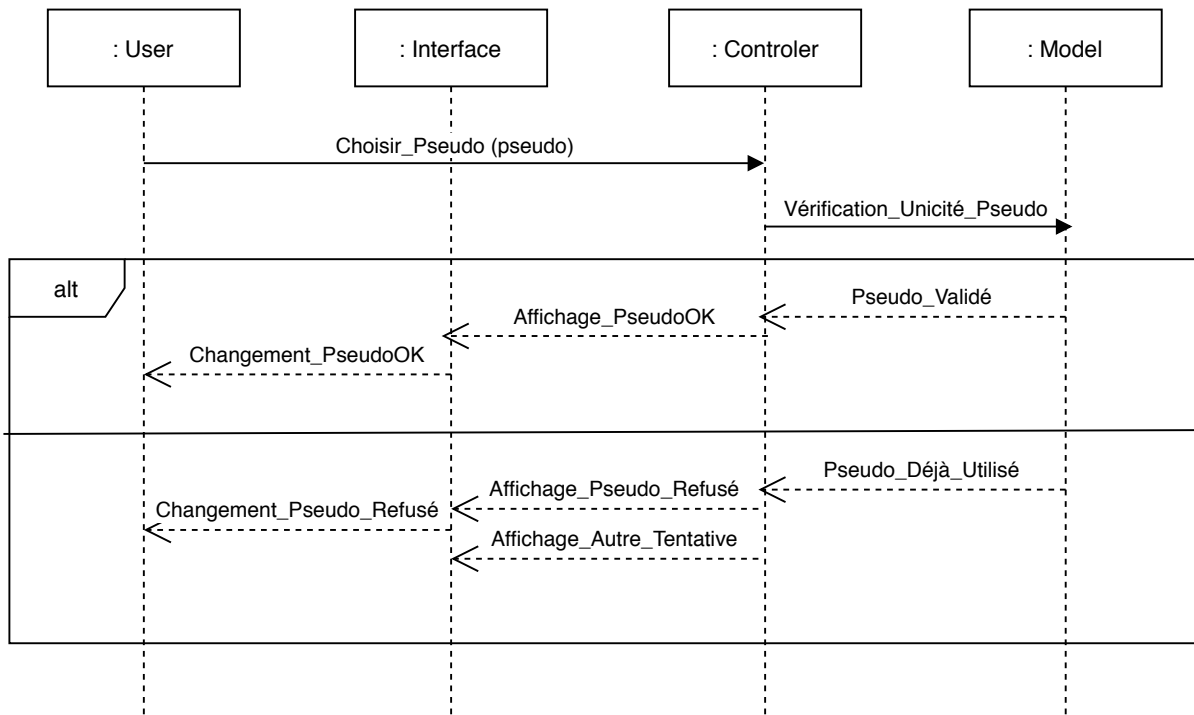 : User
: Interface
: Controler
: Model
Choisir_Pseudo (pseudo)
Vérification_Unicité_Pseudo
alt
Pseudo_Validé
Affichage_PseudoOK
Changement_PseudoOK
Pseudo_Déjà_Utilisé
Affichage_Pseudo_Refusé
Changement_Pseudo_Refusé
Affichage_Autre_Tentative